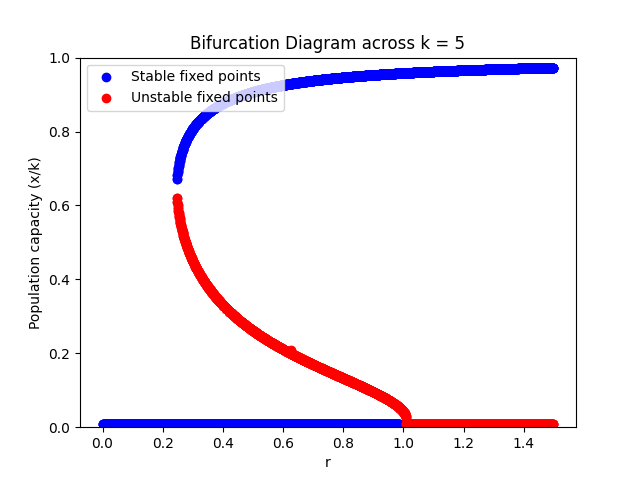 Bifurcation Diagram across k = 5
Stable fixed points
Unstable fixed points
Population capacity (x/k)
1.0
0.8
0.6
0.4
0.2
0.0
0.0 0.2 0.4 0.6 0.8 1.0 1.2 1.4
r